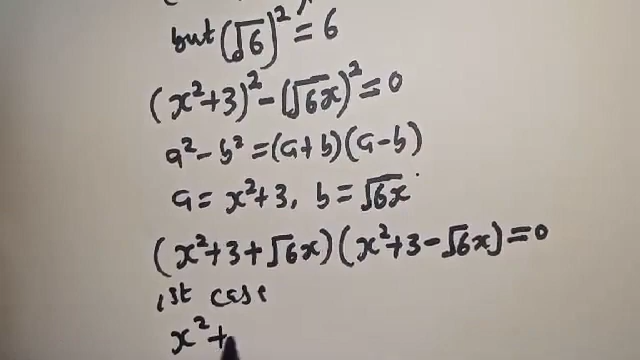 but (√6)² = 6
(x²+3)² - (√6x)² = 0
a² - b² = (a+b)(a-b)
a = x²+3, b = √6x
(x²+3+√6x)(x²+3-√6x) = 0
1st case
x²+